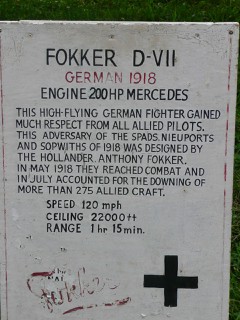 FOKKER D-VII
GERMAN 1918
ENGINE 200 HP MERCEDES
THIS HIGH-FLYING GERMAN FIGHTER GAINED
MUCH RESPECT FROM ALL ALLIED PILOTS.
THIS ADVERSARY OF THE SPADS, NIEUPORTS
AND SOPWITHS OF 1918 WAS DESIGNED BY
THE HOLLANDER, ANTHONY FOKKER.
IN MAY 1918 THEY REACHED COMBAT AND
IN JULY ACCOUNTED FOR THE DOWNING OF
MORE THAN 275 ALLIED CRAFT.
SPEED 120 mph
CEILING 22000 ft
RANGE 1 hr 15 min.